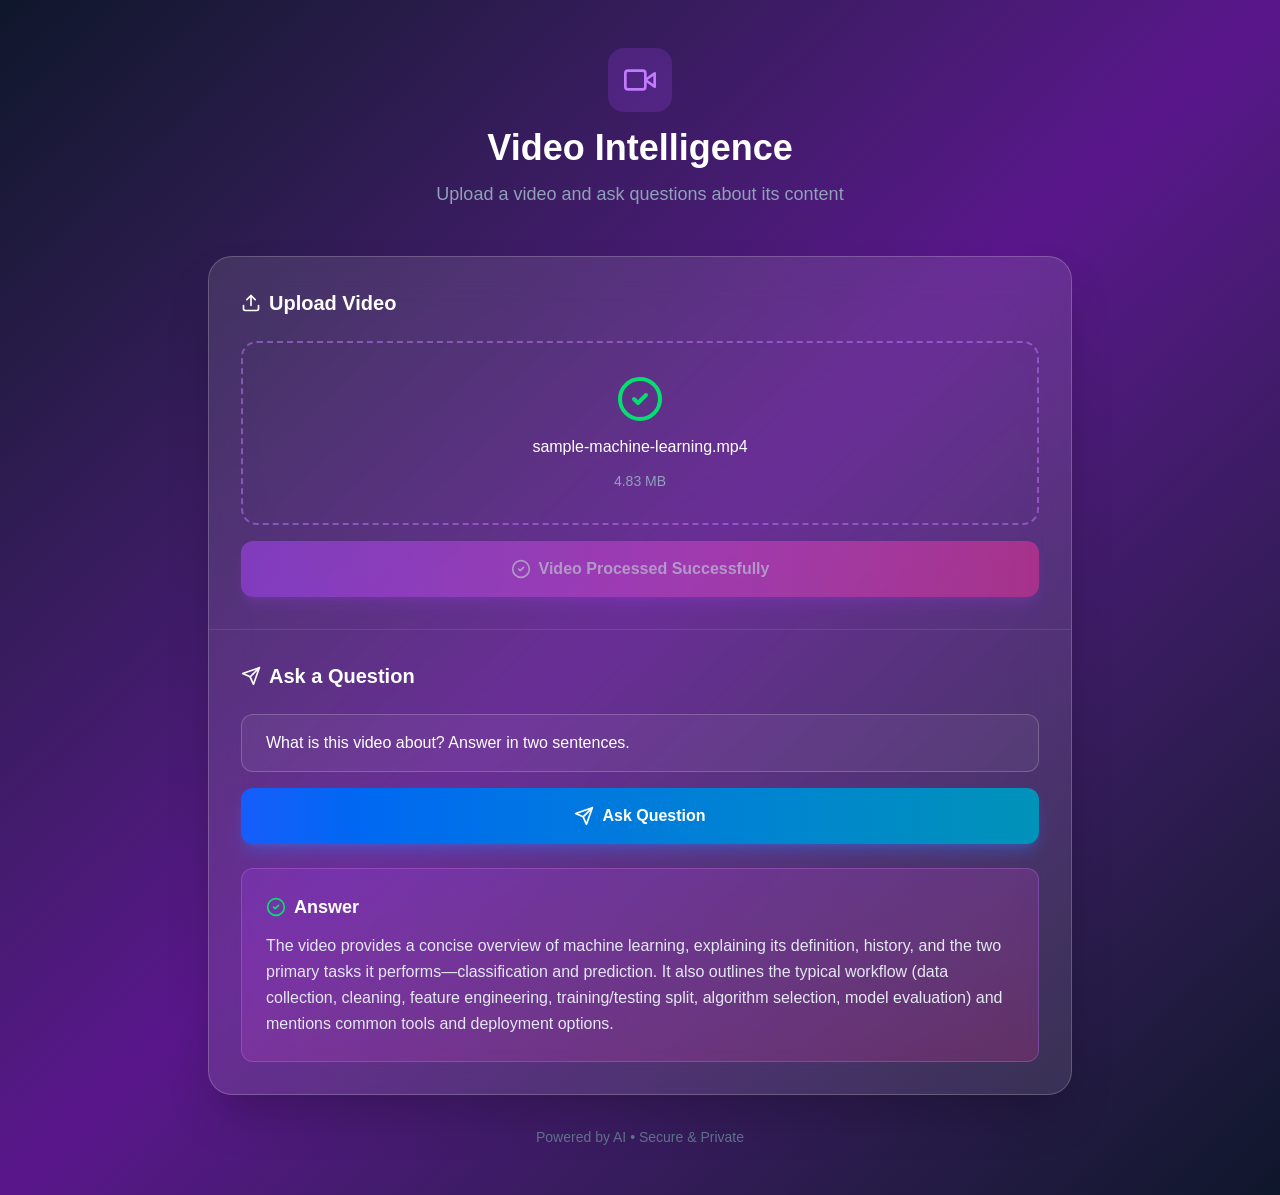 Video Intelligence
Upload a video and ask questions about its content
Upload Video
sample-machine-learning.mp4
4.83 MB
Video Processed Successfully
Ask a Question
What is this video about? Answer in two sentences.
Ask Question
Answer
The video provides a concise overview of machine learning, explaining its definition, history, and the two
primary tasks it performs—classification and prediction. It also outlines the typical workflow (data
collection, cleaning, feature engineering, training/testing split, algorithm selection, model evaluation) and
mentions common tools and deployment options.
Powered by AI • Secure & Private